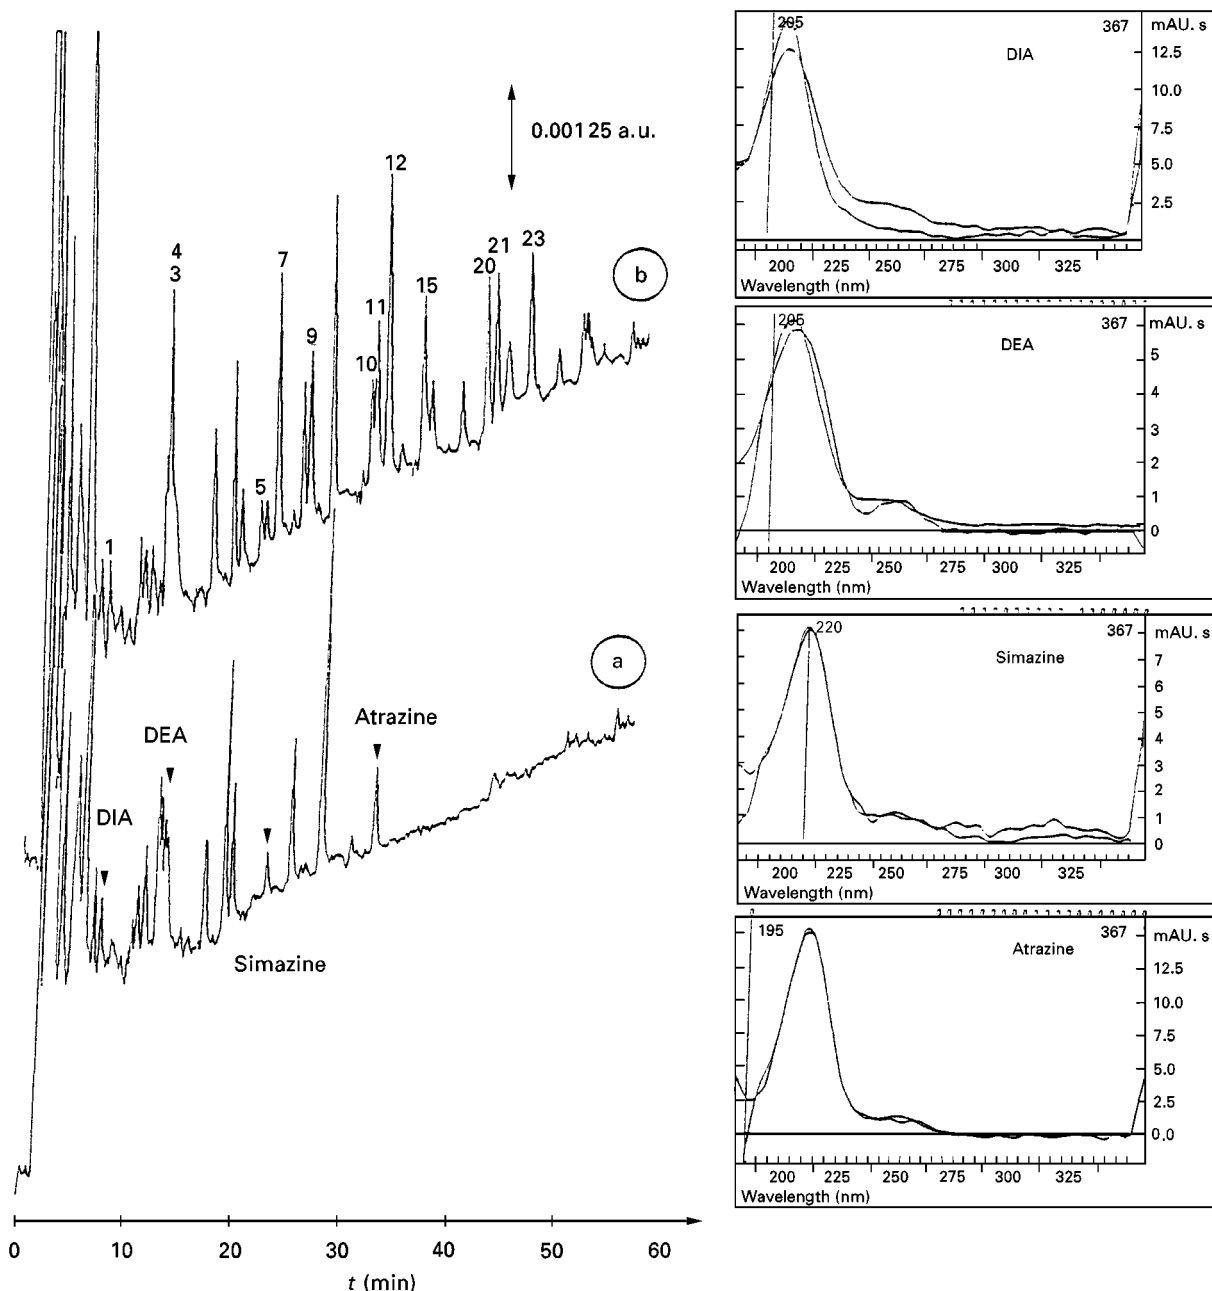 0.00125 a.u.
12
4
3
7
21
23
20
15
11
9
10
b
5
1
a
Atrazine
DEA
DIA
Simazine
0 10 20 30 40 50 60
t (min)
205 367 mAU. s
DIA
12.5
10.0
7.5
5.0
2.5
200 225 250 275 300 325
Wavelength (nm)
205 367 mAU. s
DEA
5
4
3
2
1
0
200 225 250 275 300 325
Wavelength (nm)
220 367 mAU. s
Simazine
7
6
5
4
3
2
1
0
200 225 250 275 300 325
Wavelength (nm)
195 367 mAU. s
Atrazine
12.5
10.0
7.5
5.0
2.5
0.0
200 225 250 275 300 325
Wavelength (nm)